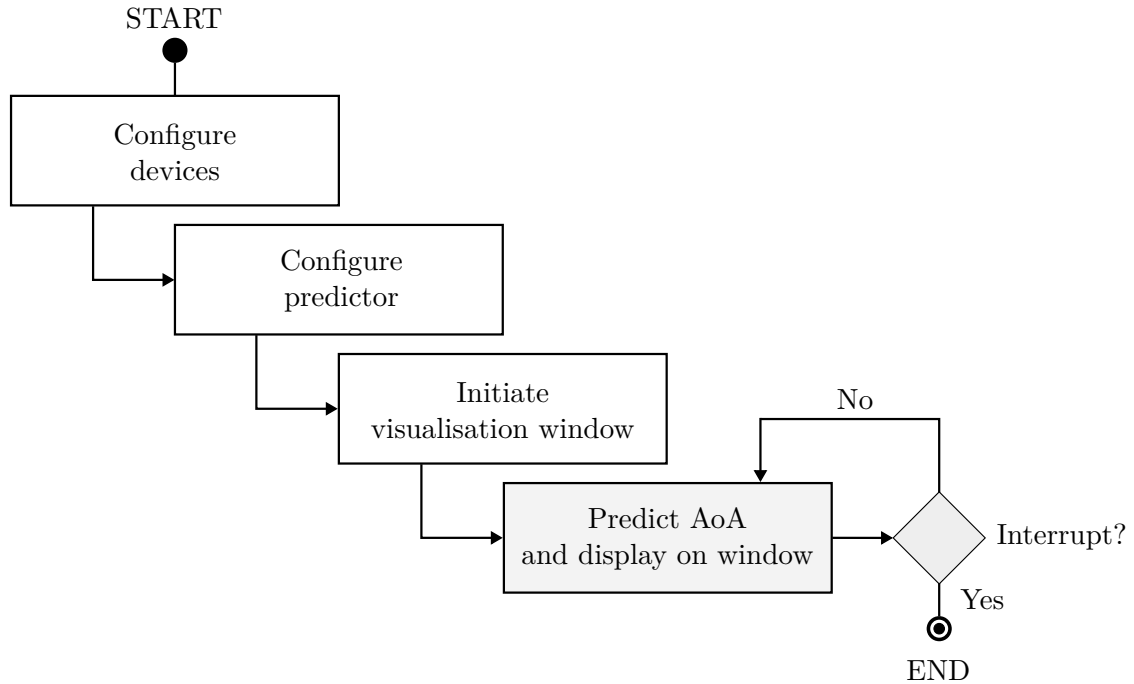 START
Configure
devices
Configure
predictor
Initiate
visualisation window
No
Predict AoA
and display on window
Interrupt?
Yes
END